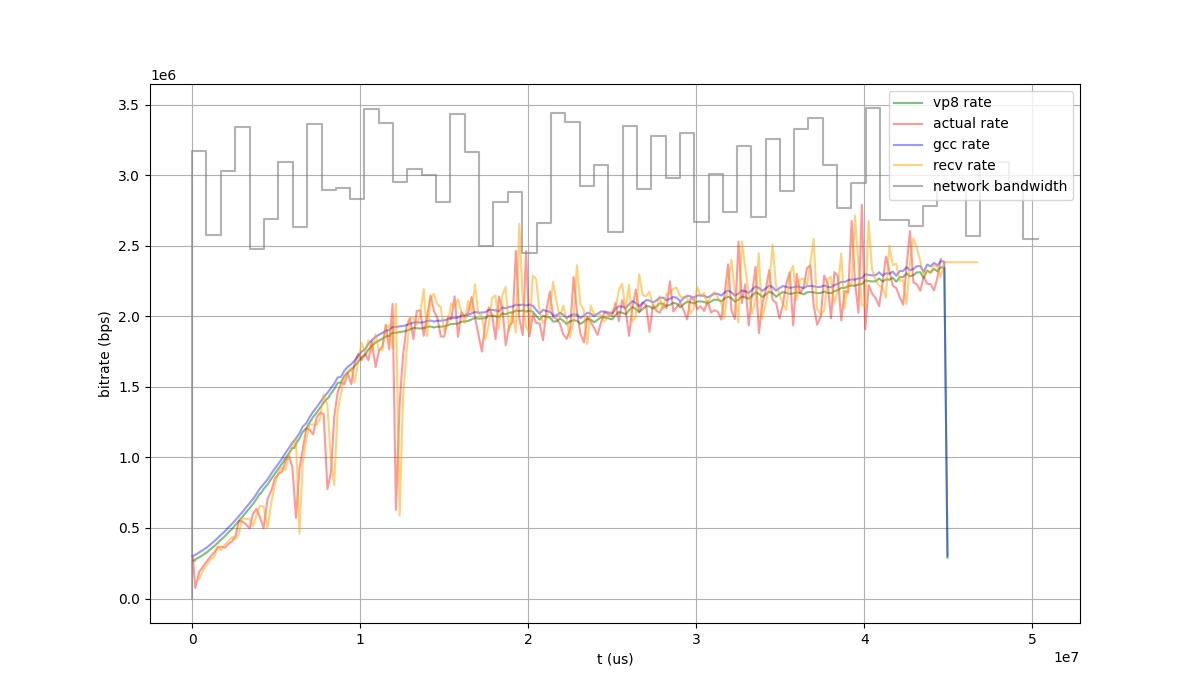 1e6
3.5
3.0
2.5
2.0
1.5
1.0
0.5
0.0
bitrate (bps)
vp8 rate
actual rate
gcc rate
recv rate
network bandwidth
0 1 2 3 4 5
t (us)
1e7